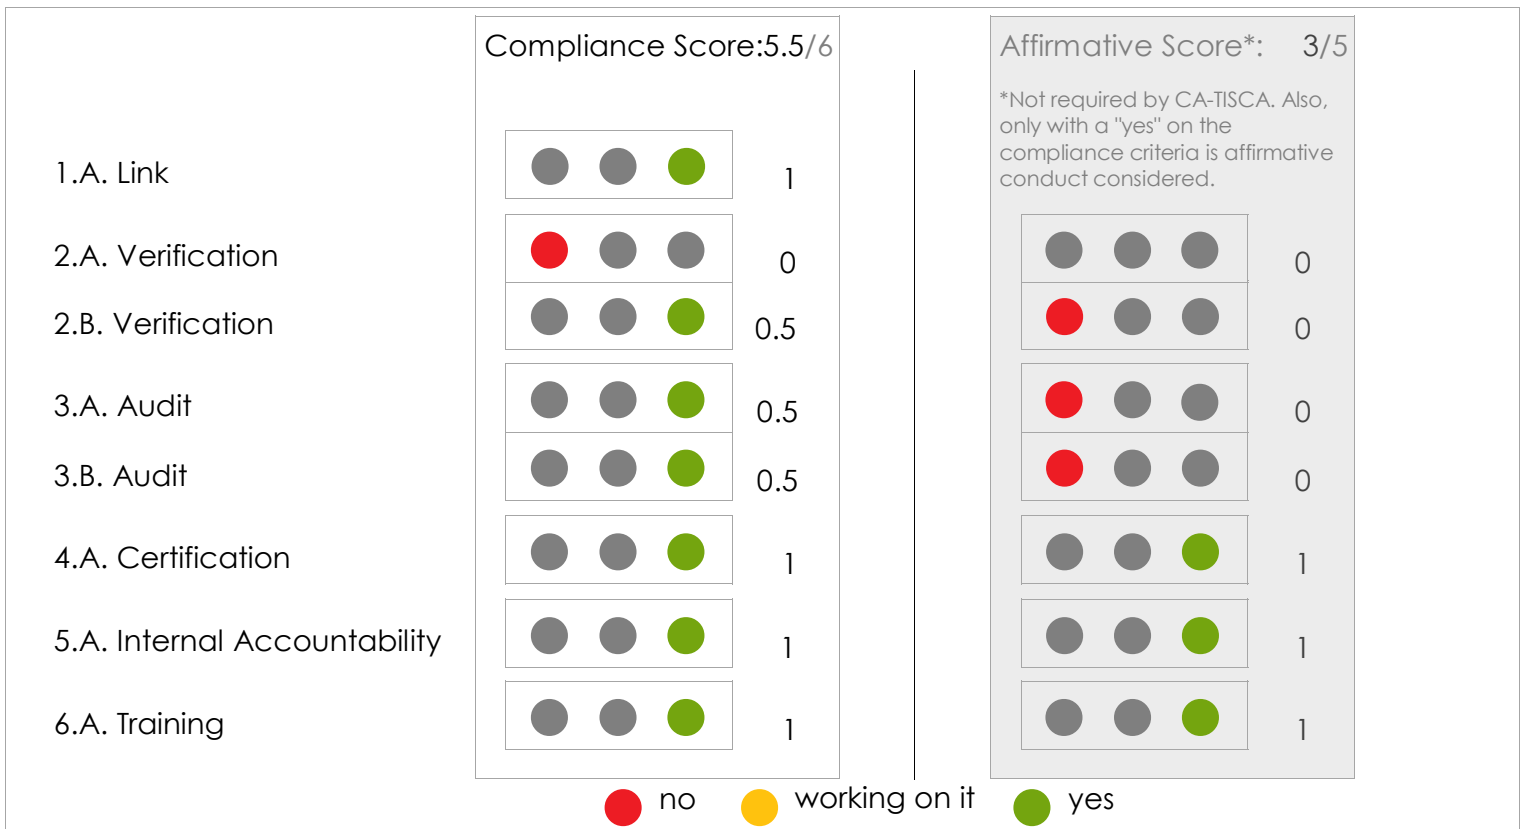 Compliance Score:5.5/6
Affirmative Score*: 3/5
*Not required by CA-TISCA. Also,
only with a "yes" on the
compliance criteria is affirmative
conduct considered.
1.A. Link 1
2.A. Verification 0 0
2.B. Verification 0.5 0
3.A. Audit 0.5 0
3.B. Audit 0.5 0
4.A. Certification 1 1
5.A. Internal Accountability 1 1
6.A. Training 1 1
no working on it yes